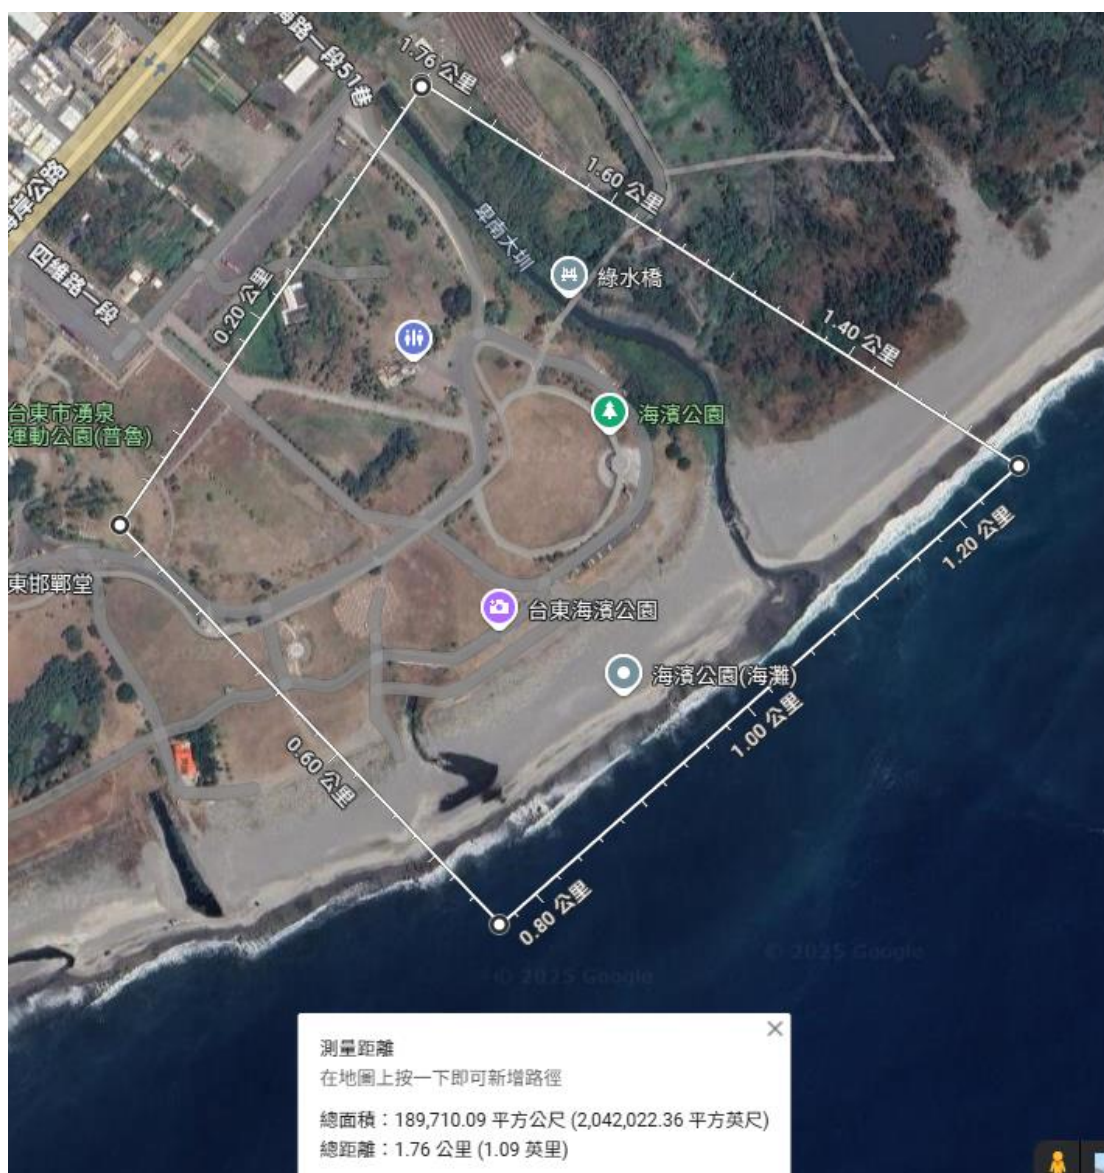 海路一段51巷
1.76 公里
1.60 公里
海岸公路
卑南大圳
四維路一段
綠水橋
0.20 公里
1.40 公里
台東市湧泉
運動公園(普魯)
海濱公園
1.20 公里
東邯鄲堂
台東海濱公園
海濱公園(海灘)
1.00 公里
0.60 公里
0.80 公里
© 2025 Google
© 2025 Google
測量距離
在地圖上按一下即可新增路徑
總面積：189,710.09 平方公尺 (2,042,022.36 平方英尺)
總距離：1.76 公里 (1.09 英里)